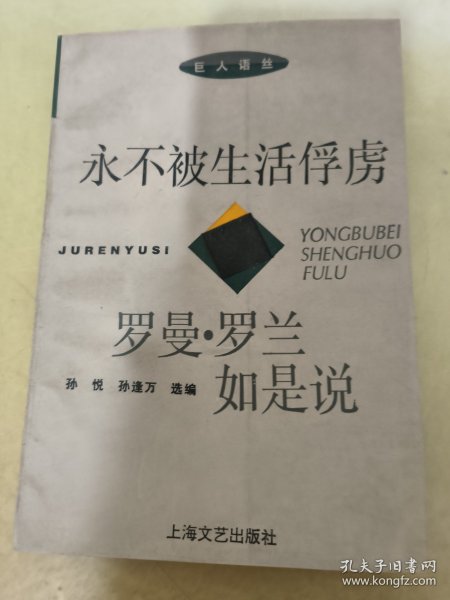 巨人语丝
永不被生活俘虏
JURENYUSI
YONGBUBEI
SHENGHUO
FULU
罗曼·罗兰
孙悦 孙逢万 选编
如是说
上海文艺出版社
孔夫子旧书网
www.kongfz.com